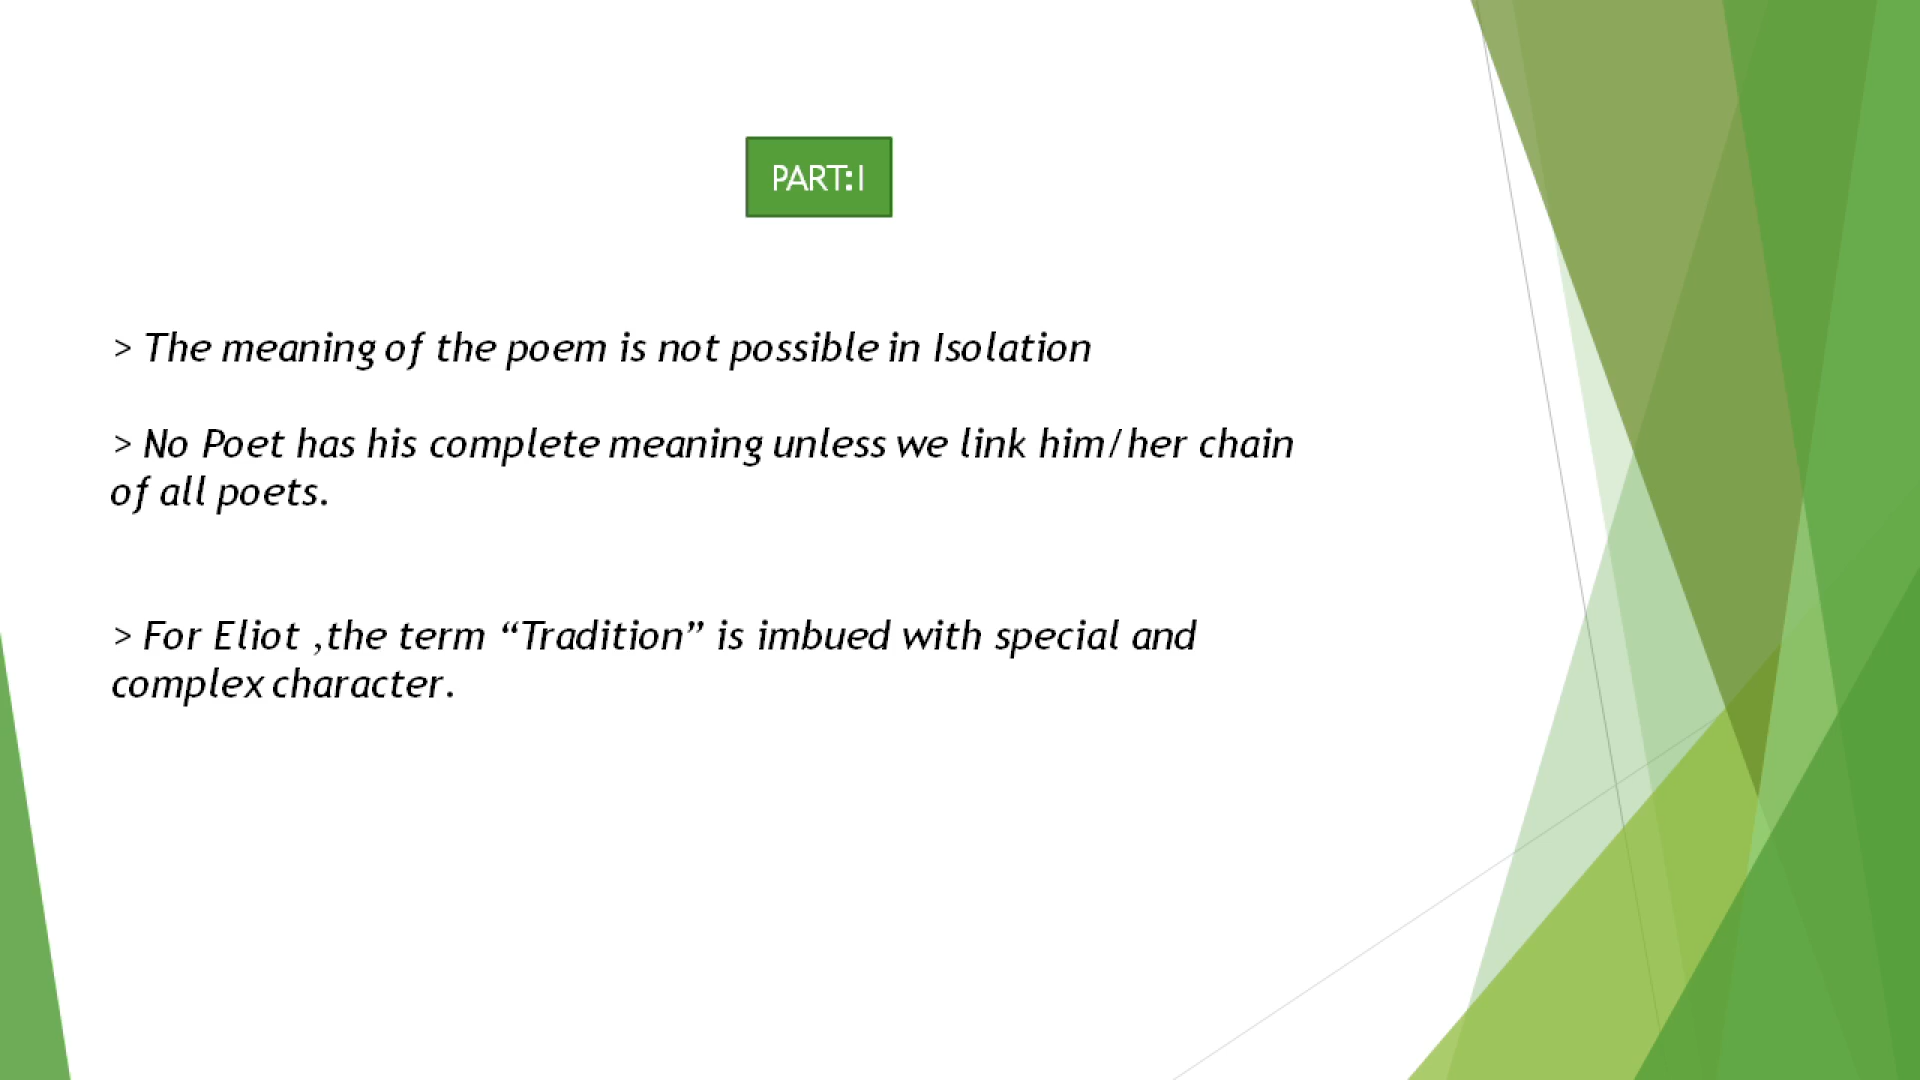 PART:I
> The meaning of the poem is not possible in Isolation
> No Poet has his complete meaning unless we link him/her chain
of all poets.
> For Eliot ,the term “Tradition” is imbued with special and
complex character.